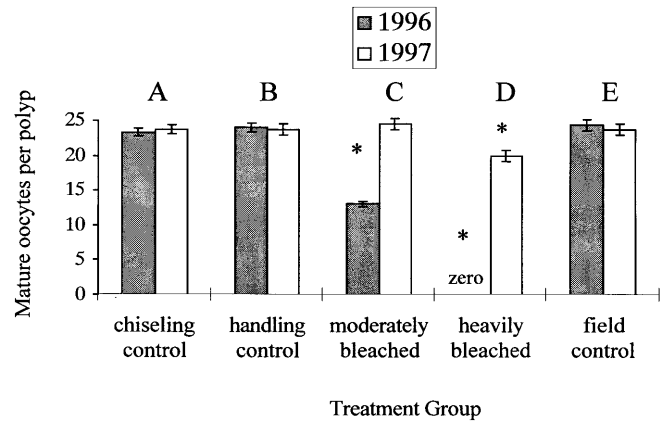 1996
1997
A B C D E
Mature oocytes per polyp
25
20
15
10
5
0
*
*
*
zero
chiseling control
handling control
moderately bleached
heavily bleached
field control
Treatment Group